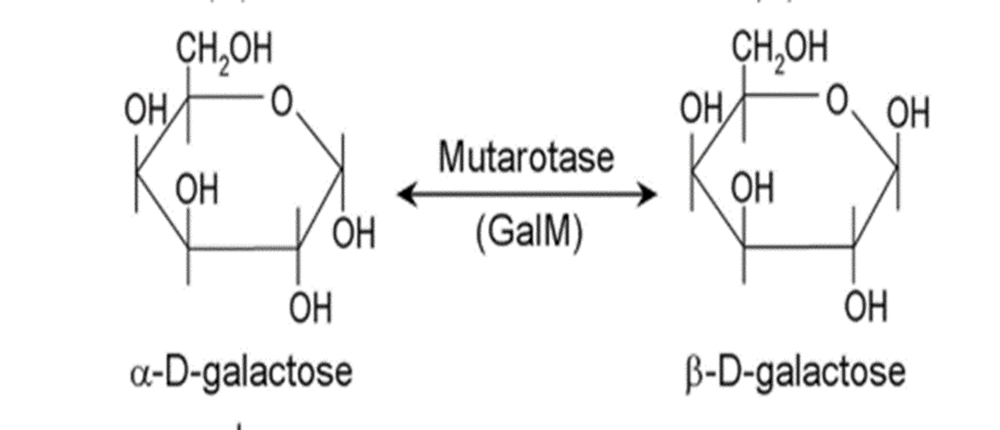 CH₂OH
OH
O
OH
OH
OH
α-D-galactose
Mutarotase
(GalM)
CH₂OH
OH
O
OH
OH
OH
β-D-galactose